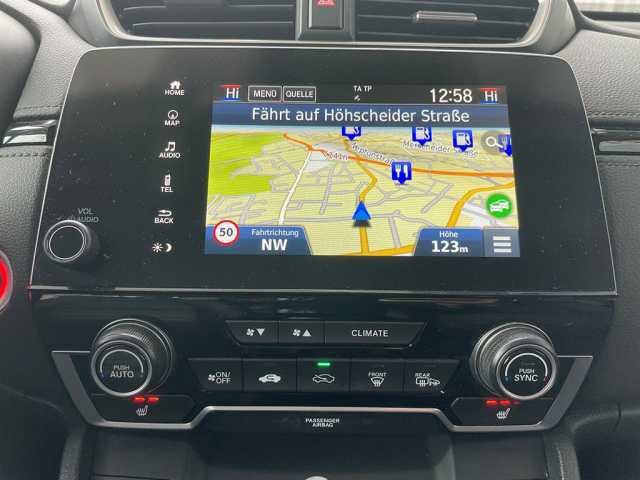 HOME
MAP
AUDIO
TEL
BACK
VOL
AUDIO
Hi
MENÜ
QUELLE
TA TP
12:58
Hi
Fährt auf Höhscheider Straße
50
Fahrtrichtung
NW
Höhe
123m
CLIMATE
PUSH
AUTO
ON/
OFF
FRONT
REAR
PUSH
SYNC
PASSENGER
AIRBAG